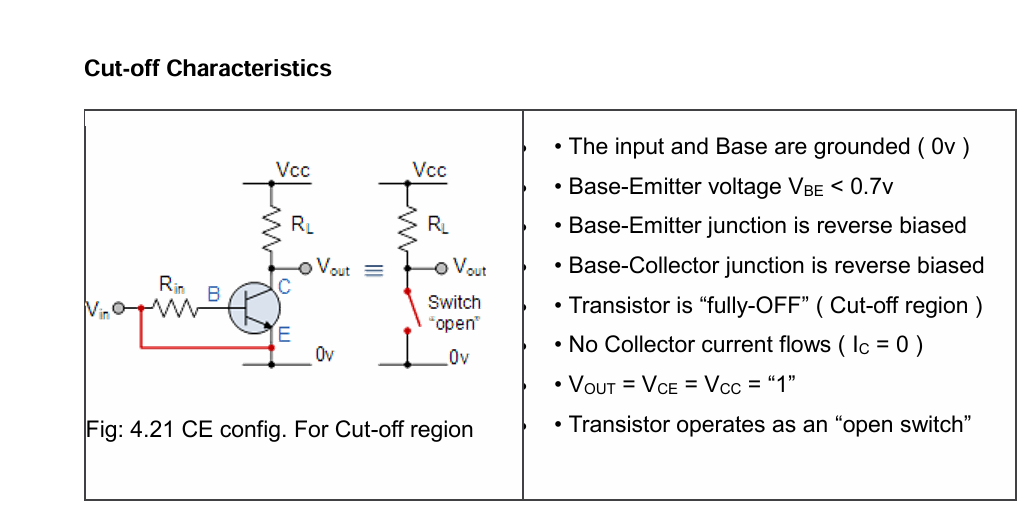 Cut-off Characteristics
Vcc
Vcc
RL
RL
Vout
≡
Vout
Rin
B
C
Vin
Switch
"open"
E
0v
0v
Fig: 4.21 CE config. For Cut-off region
• The input and Base are grounded ( 0v )
• Base-Emitter voltage VBE < 0.7v
• Base-Emitter junction is reverse biased
• Base-Collector junction is reverse biased
• Transistor is “fully-OFF” ( Cut-off region )
• No Collector current flows ( IC = 0 )
• VOUT = VCE = VCC = “1”
• Transistor operates as an “open switch”